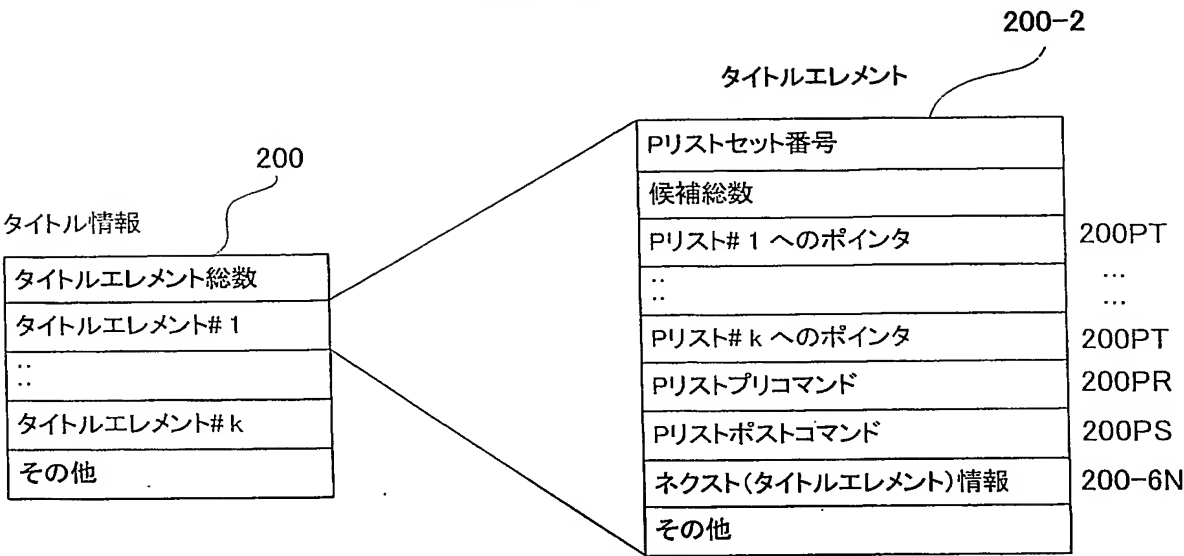 200
タイトル情報
タイトルエレメント総数
タイトルエレメント#1
::
タイトルエレメント#k
その他
200-2
タイトルエレメント
Pリストセット番号
候補総数
Pリスト#1へのポインタ 200PT
:: … …
Pリスト#kへのポインタ 200PT
Pリストプリコマンド 200PR
Pリストポストコマンド 200PS
ネクスト(タイトルエレメント)情報 200-6N
その他